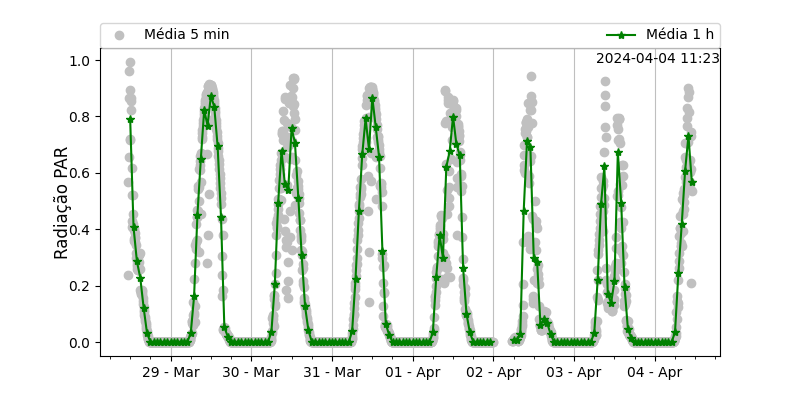 Média 5 min
Média 1 h
2024-04-04 11:23
Radiação PAR
1.0
0.8
0.6
0.4
0.2
0.0
29 - Mar
30 - Mar
31 - Mar
01 - Apr
02 - Apr
03 - Apr
04 - Apr